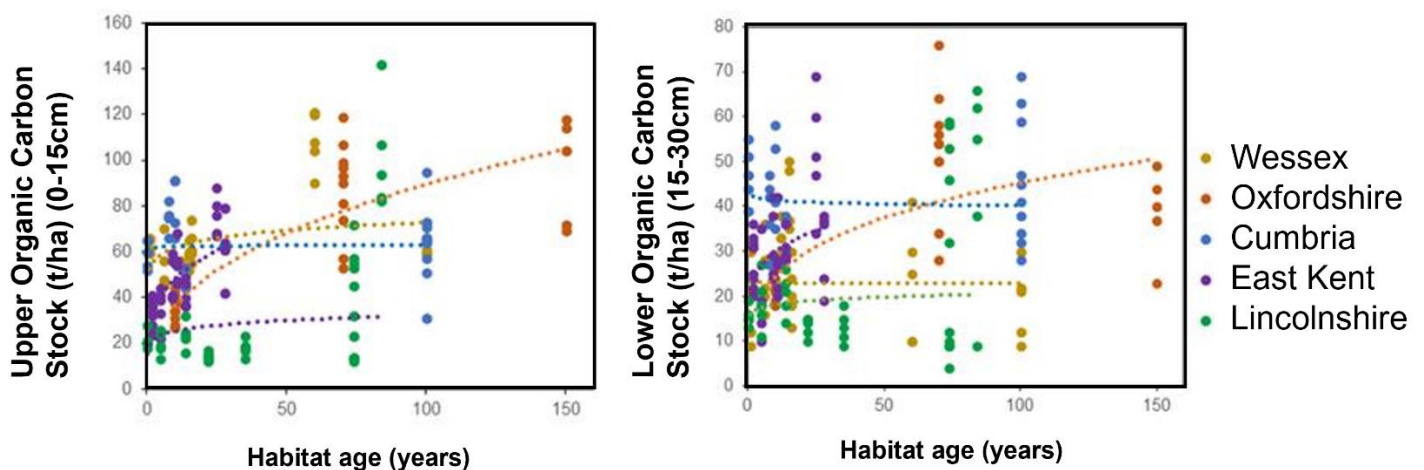 Upper Organic Carbon
Stock (t/ha) (0-15cm)
160
140
120
100
80
60
40
20
0
0
50
100
150
Habitat age (years)
Lower Organic Carbon
Stock (t/ha) (15-30cm)
80
70
60
50
40
30
20
10
0
0
50
100
150
Habitat age (years)
Wessex
Oxfordshire
Cumbria
East Kent
Lincolnshire